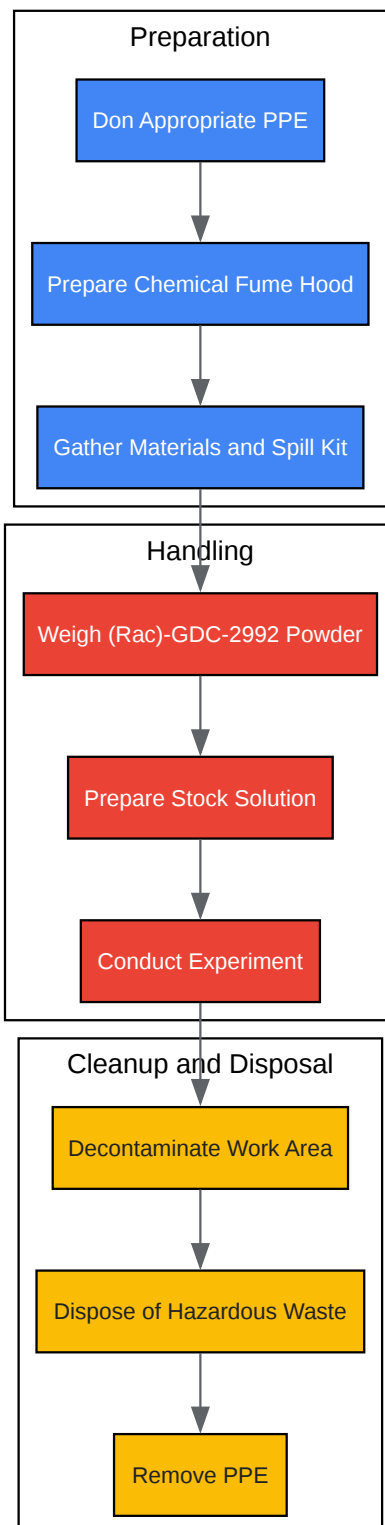 Preparation
Don Appropriate PPE
Prepare Chemical Fume Hood
Gather Materials and Spill Kit
Handling
Weigh (Rac)-GDC-2992 Powder
Prepare Stock Solution
Conduct Experiment
Cleanup and Disposal
Decontaminate Work Area
Dispose of Hazardous Waste
Remove PPE